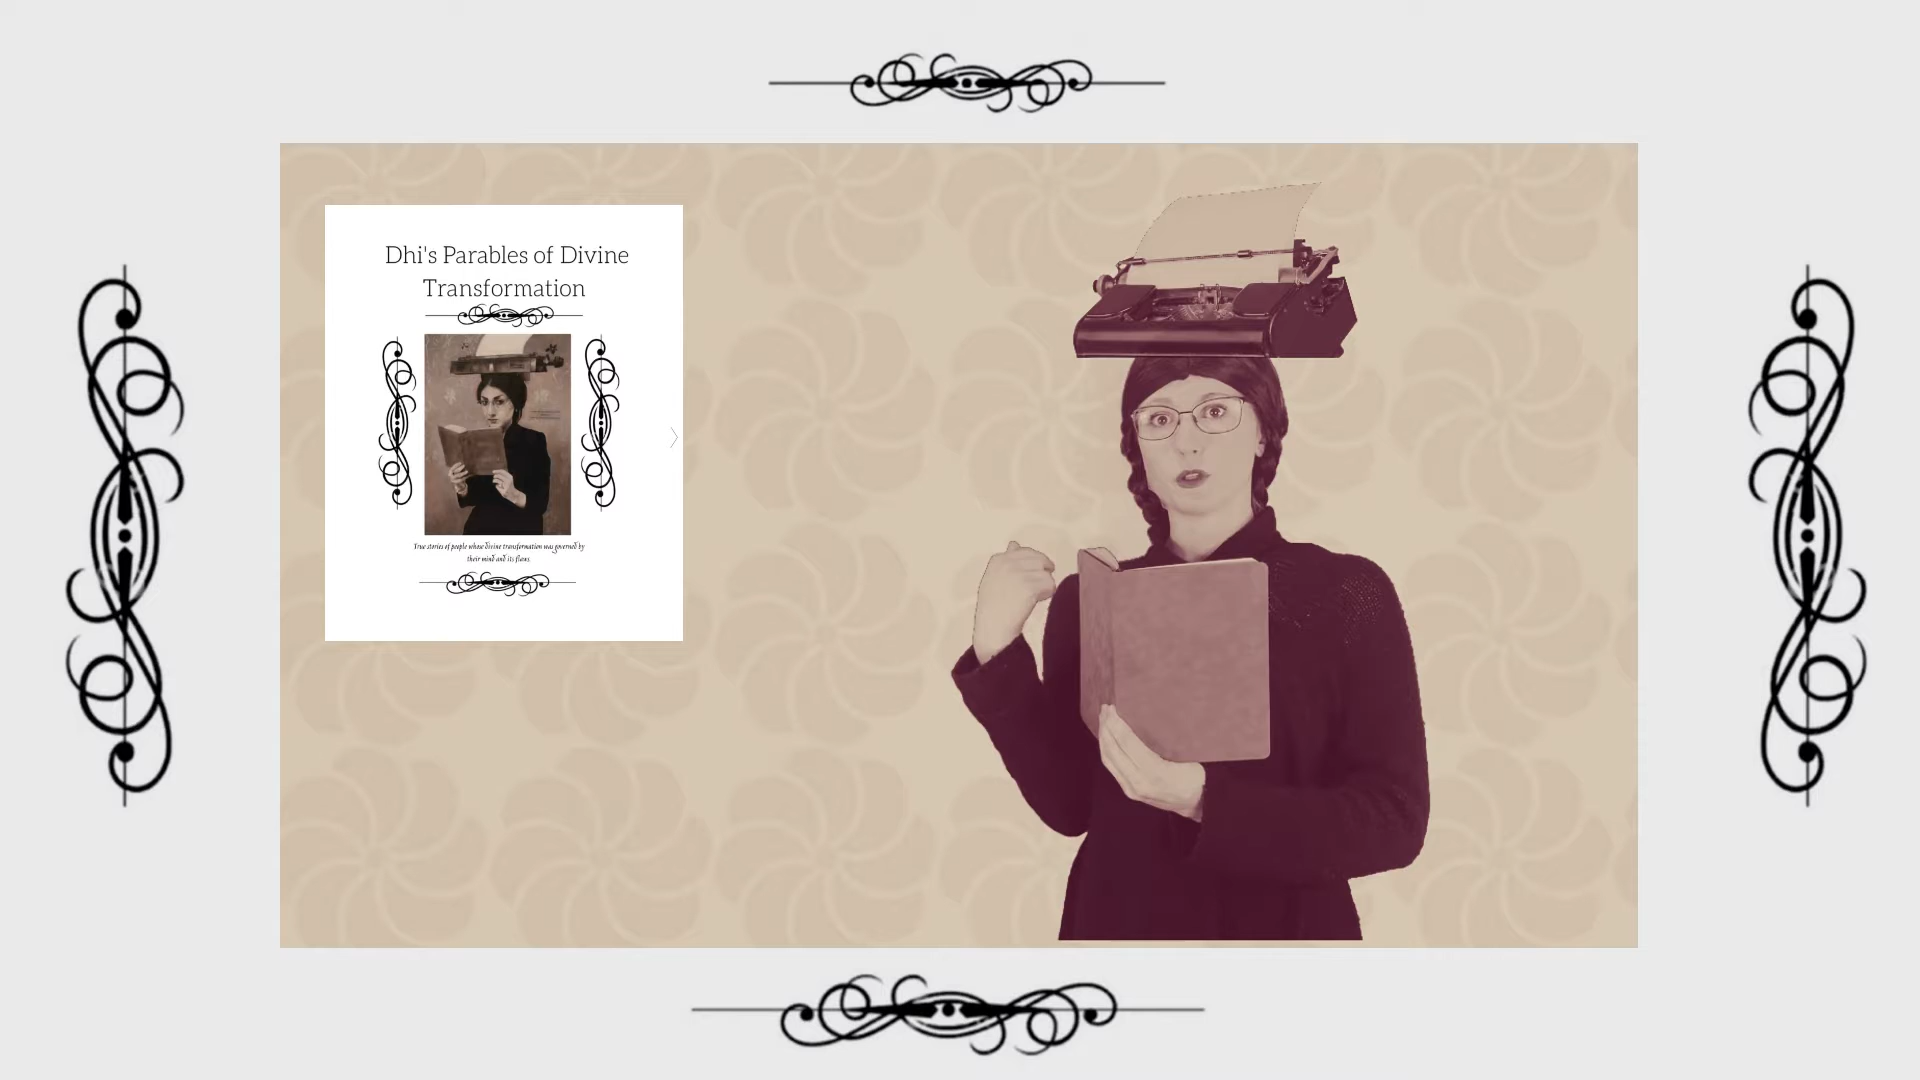 Dhi's Parables of Divine
Transformation
True stories of people whose divine transformation was governed by
their mind and its flaws